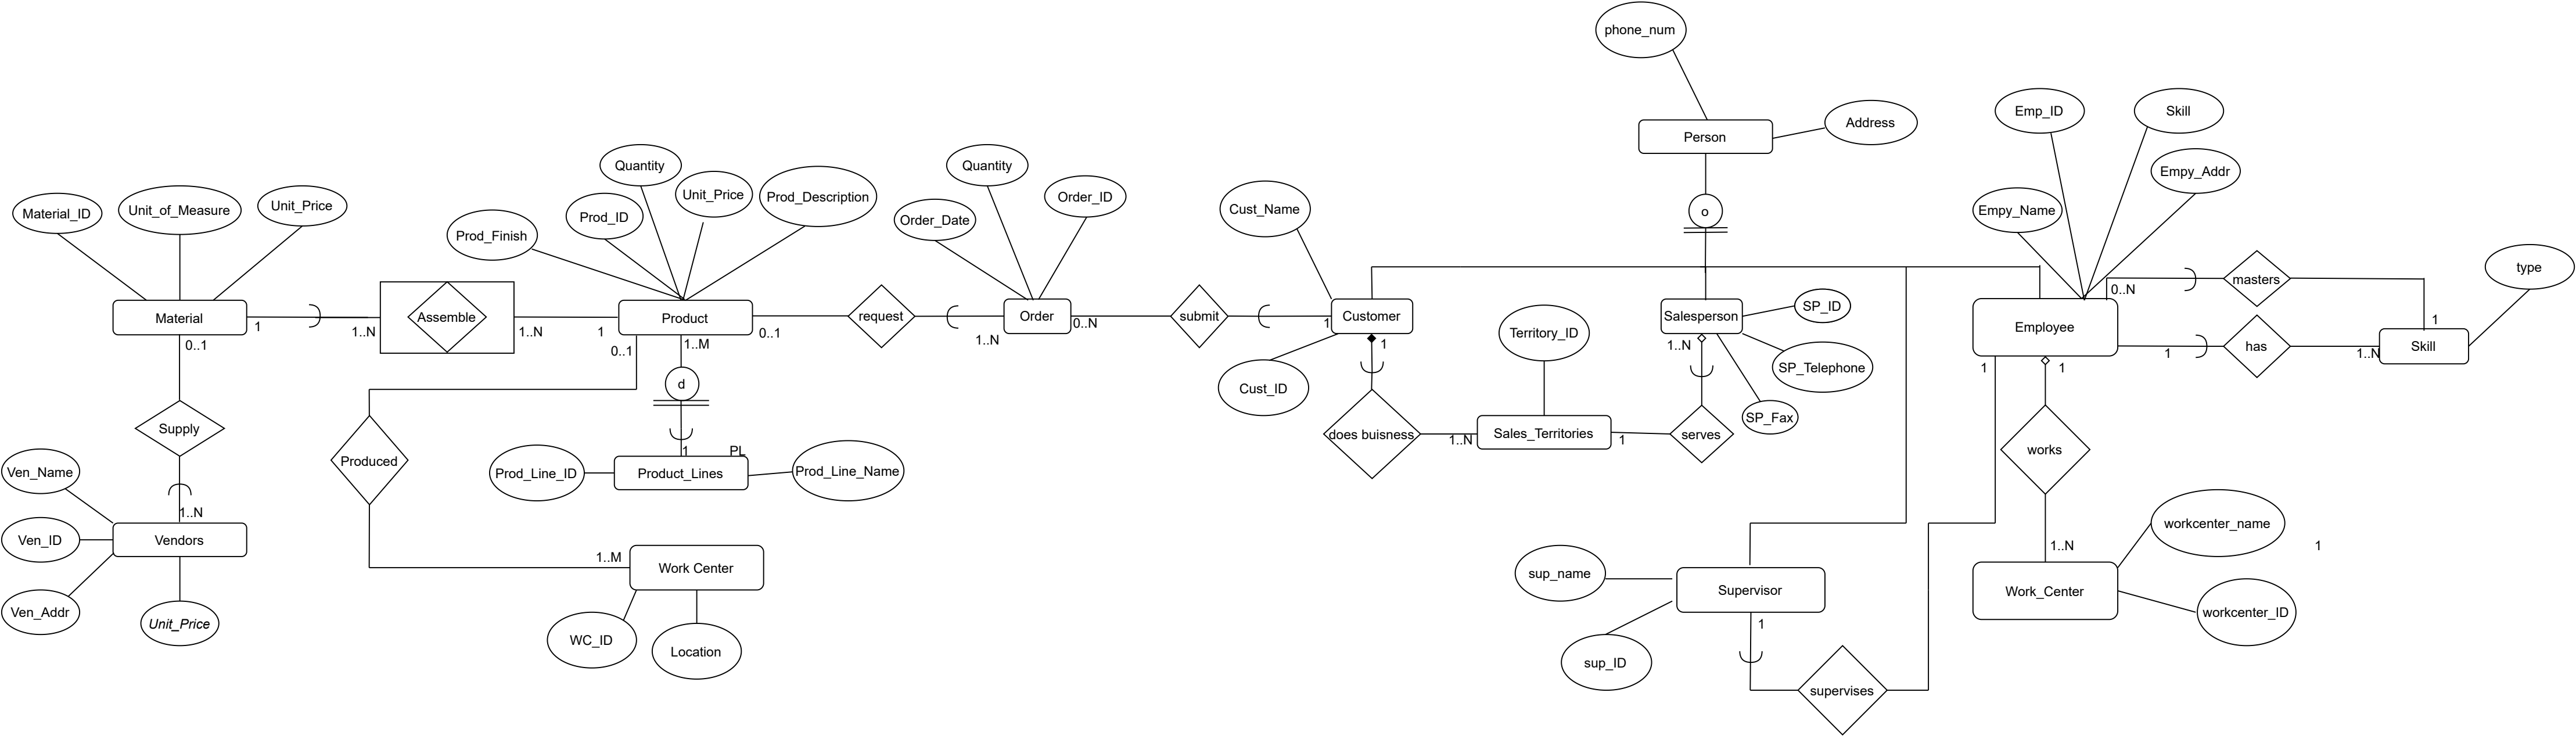 phone_num
Person
Address
Emp_ID
Skill
Empy_Addr
Empy_Name
Quantity
Unit_Price
Prod_Description
Prod_ID
Prod_Finish
Quantity
Order_ID
Order_Date
Cust_Name
o
Material_ID
Unit_of_Measure
Unit_Price
type
masters
0..N
SP_ID
Material
1
1..N
Assemble
1..N
1
Product
0..1
request
1..N
Order
0..N
submit
1
Customer
Salesperson
Employee
1
Skill
0..1
0..1
1..M
1
Territory_ID
1..N
SP_Telephone
1
has
1..N
1
1
d
Cust_ID
SP_Fax
Supply
does buisness
1..N
Sales_Territories
1
serves
works
Produced
1
PL
Prod_Line_ID
Product_Lines
Prod_Line_Name
Ven_Name
1..N
Ven_ID
Vendors
workcenter_name
1..N
1
1..M
Work Center
sup_name
Supervisor
Work_Center
workcenter_ID
Ven_Addr
Unit_Price
WC_ID
Location
1
sup_ID
supervises